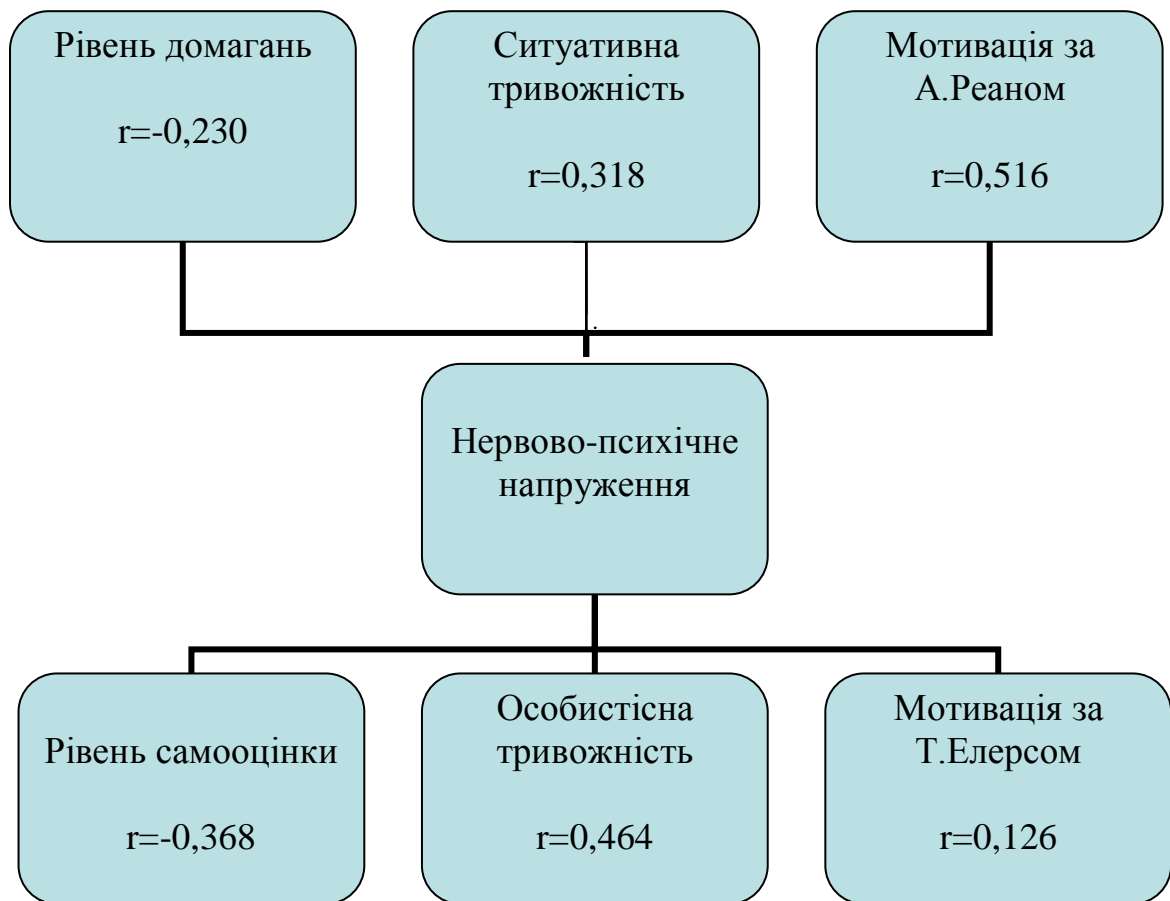 Рівень домагань
r=-0,230
Ситуативна
тривожність
r=0,318
Мотивація за
А.Реаном
r=0,516
Нервово-психічне
напруження
Рівень самооцінки
r=-0,368
Особистісна
тривожність
r=0,464
Мотивація за
Т.Елерсом
r=0,126